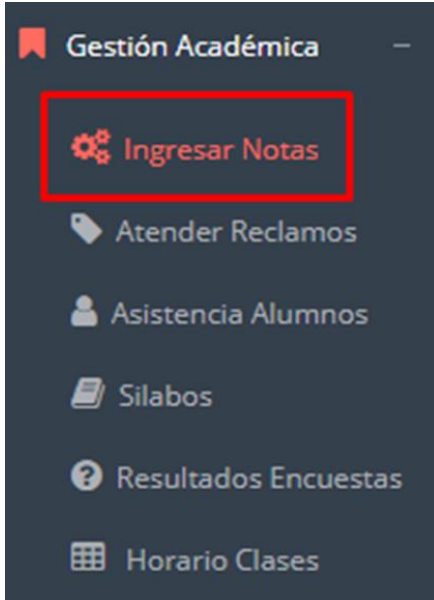 Gestión Académica
Ingresar Notas
Atender Reclamos
Asistencia Alumnos
Silabos
Resultados Encuestas
Horario Clases